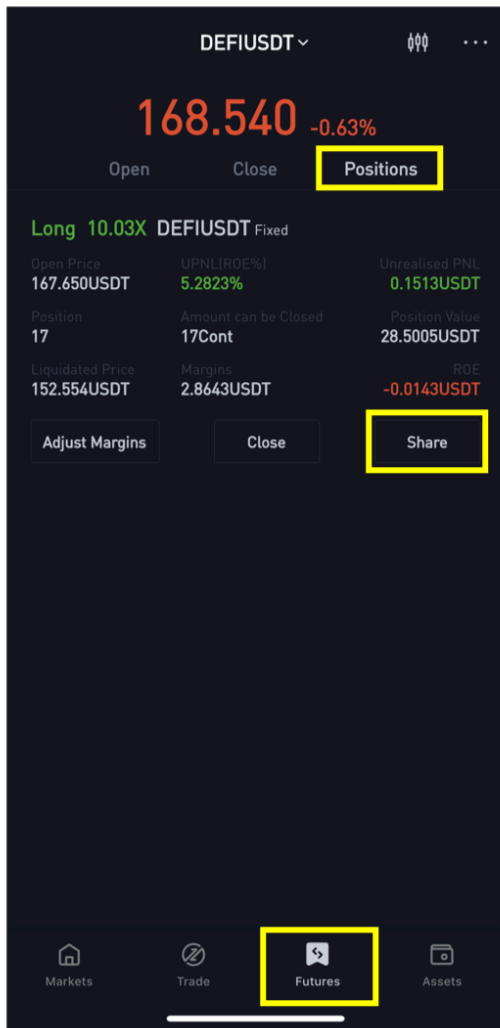 DEFIUSDT
168.540 -0.63%
Open Close Positions
Long 10.03X DEFIUSDT Fixed
Open Price UPNL(ROE%) Unrealised PNL
167.650USDT 5.2823% 0.1513USDT
Position Amount can be Closed Position Value
17 17Cont 28.5005USDT
Liquidated Price Margins ROE
152.554USDT 2.8643USDT -0.0143USDT
Adjust Margins Close Share
Markets Trade Futures Assets